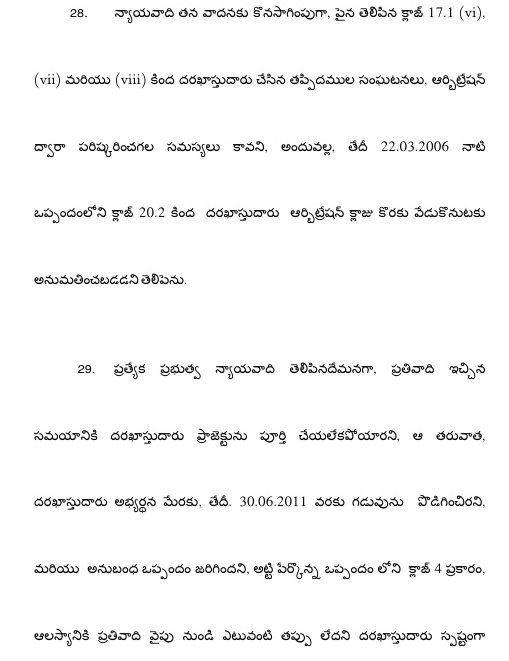 28. న్యాయవాది తన వాదనకు కొనసాగింపుగా, పైన తెలిపిన క్లాజ్ 17.1 (vi),
(vii) మరియు (viii) కింద దరఖాస్తుదారు చేసిన తప్పిదముల సంఘటనలు, ఆర్బిట్రేషన్
ద్వారా పరిష్కరించగల సమస్యలు కావని, అందువల్ల, తేదీ 22.03.2006 నాటి
ఒప్పందంలోని క్లాజ్ 20.2 కింద దరఖాస్తుదారు ఆర్బిట్రేషన్ క్లాజు కొరకు వేడుకొనుటకు
అనుమతించబడడని తెలిపెను.
29. ప్రత్యేక ప్రభుత్వ న్యాయవాది తెలిపినదేమనగా, ప్రతివాది ఇచ్చిన
సమయానికి దరఖాస్తుదారు ప్రాజెక్టును పూర్తి చేయలేకపోయారని, ఆ తరువాత,
దరఖాస్తుదారు అభ్యర్థన మేరకు, తేదీ. 30.06.2011 వరకు గడువును పొడిగించిరని,
మరియు అనుబంధ ఒప్పందం జరిగిందని, అట్టి పేర్కొన్న ఒప్పందం లోని క్లాజ్ 4 ప్రకారం,
ఆలస్యానికి ప్రతివాది వైపు నుండి ఎటువంటి తప్పు లేదని దరఖాస్తుదారు స్పష్టంగా